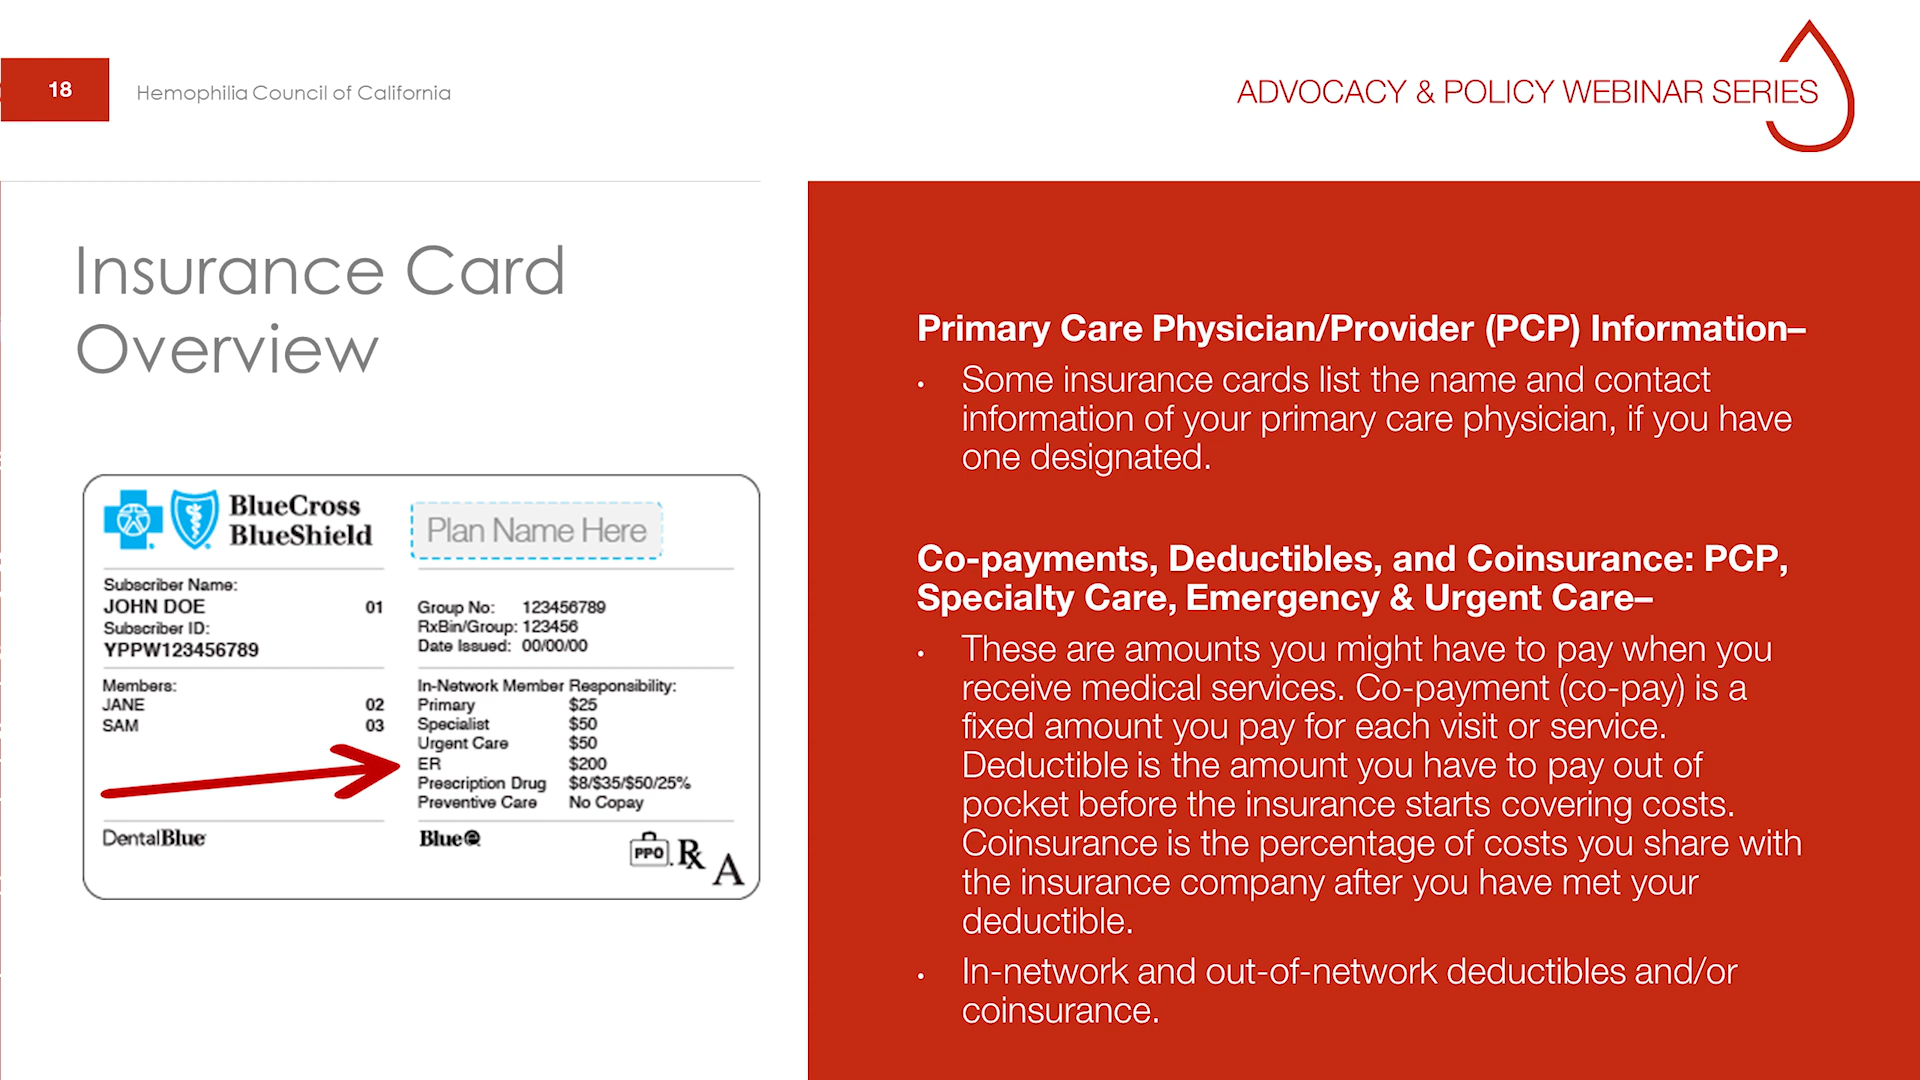 18
Hemophilia Council of California
ADVOCACY & POLICY WEBINAR SERIES
Insurance Card
Overview
BlueCross
BlueShield
Plan Name Here
Subscriber Name:
JOHN DOE 01
Subscriber ID:
YPPW123456789
Group No: 123456789
RxBin/Group: 123456
Date Issued: 00/00/00
Members:
JANE 02
SAM 03
In-Network Member Responsibility:
Primary $25
Specialist $50
Urgent Care $50
ER $200
Prescription Drug $8/$35/$50/25%
Preventive Care No Copay
DentalBlue
Blue
PPO
Rx
A
Primary Care Physician/Provider (PCP) Information–
• Some insurance cards list the name and contact
information of your primary care physician, if you have
one designated.
Co-payments, Deductibles, and Coinsurance: PCP,
Specialty Care, Emergency & Urgent Care–
• These are amounts you might have to pay when you
receive medical services. Co-payment (co-pay) is a
fixed amount you pay for each visit or service.
Deductible is the amount you have to pay out of
pocket before the insurance starts covering costs.
Coinsurance is the percentage of costs you share with
the insurance company after you have met your
deductible.
• In-network and out-of-network deductibles and/or
coinsurance.